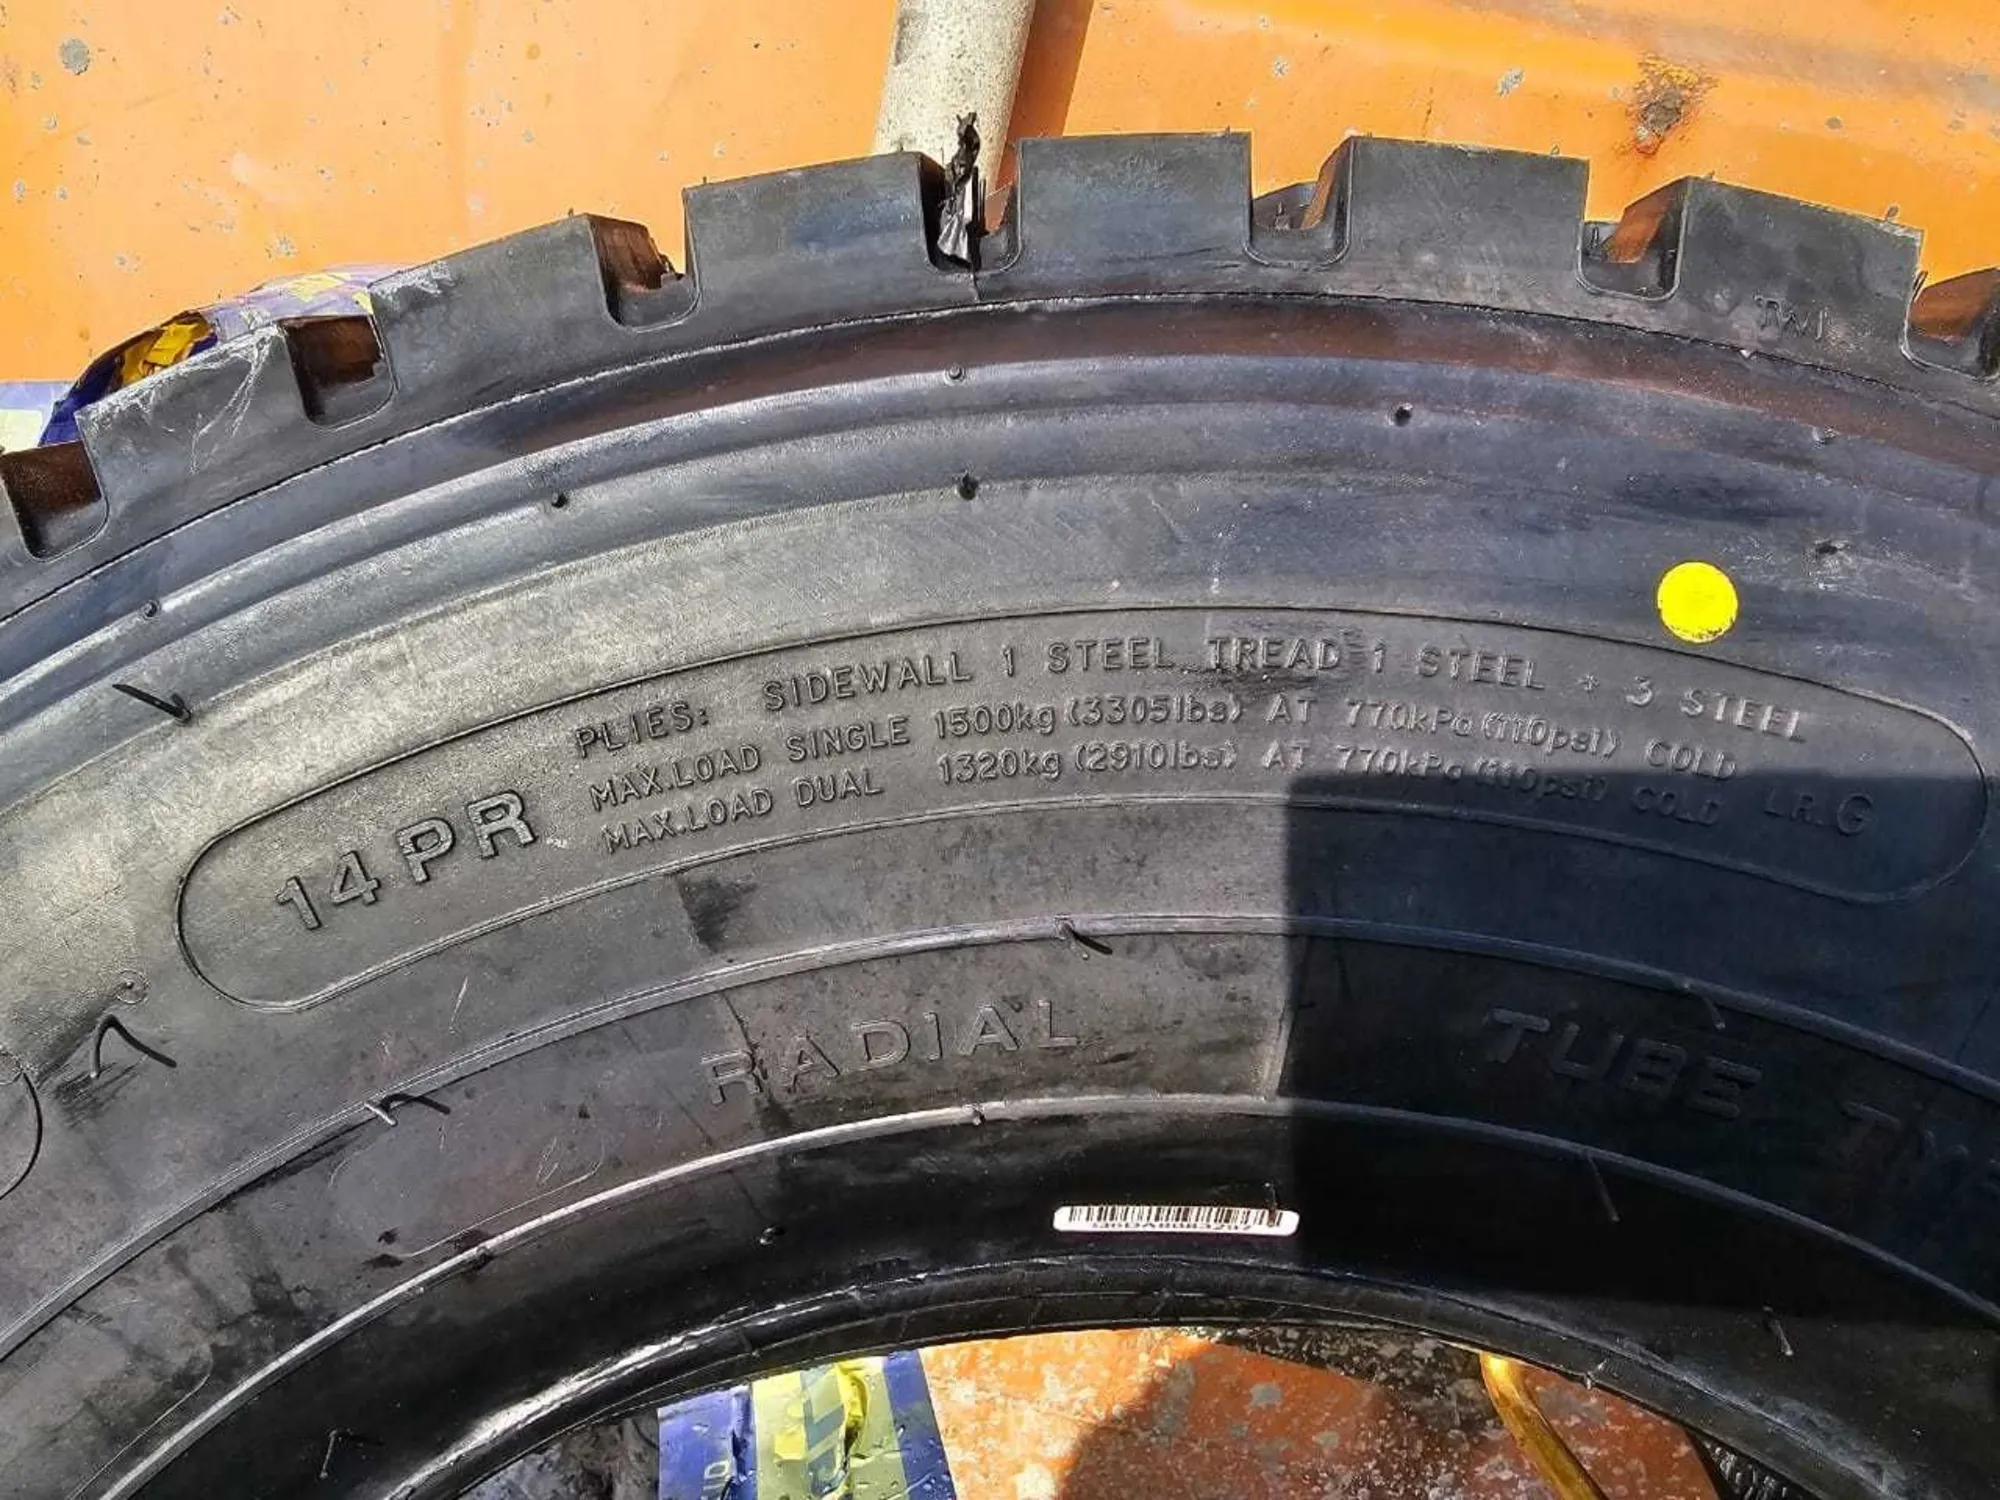 TWI
PLIES: SIDEWALL 1 STEEL TREAD 1 STEEL + 3 STEEL
MAX.LOAD SINGLE 1500kg (3305lbs) AT 770kPa (110psi) COLD
MAX.LOAD DUAL 1320kg (2910lbs) AT 770kPa (110psi) COLD
14PR
L.R.G
RADIAL
TUBE